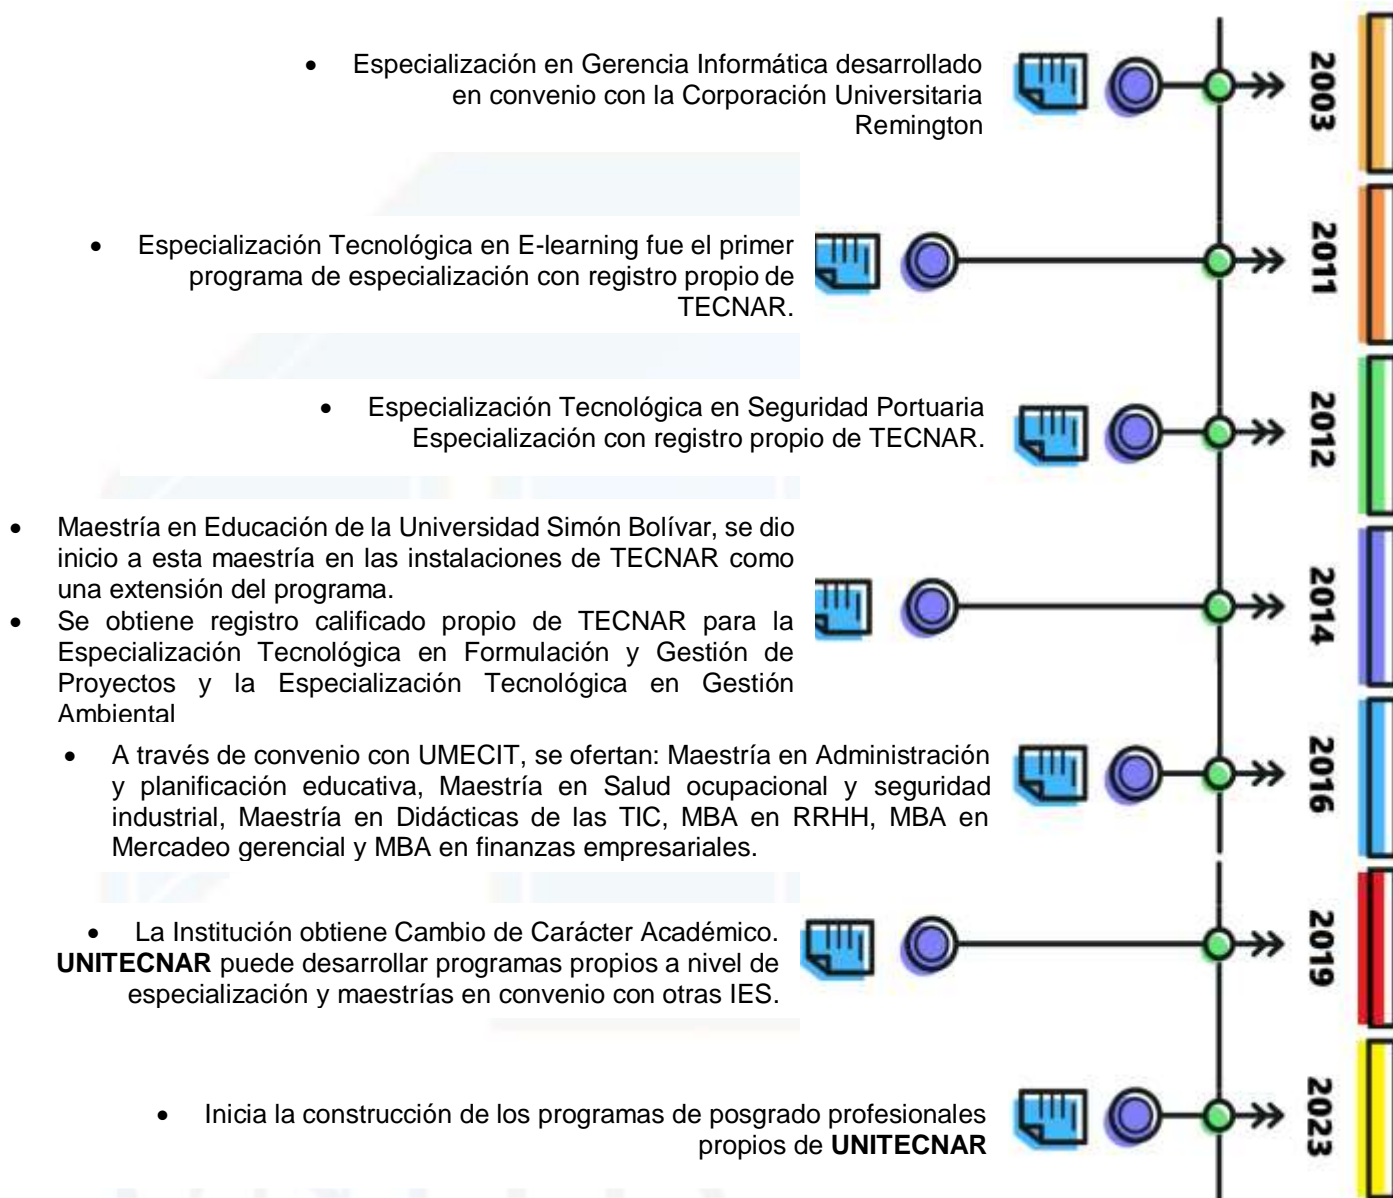 • Especialización en Gerencia Informática desarrollado
en convenio con la Corporación Universitaria
Remington
2003
• Especialización Tecnológica en E-learning fue el primer
programa de especialización con registro propio de
TECNAR.
2011
• Especialización Tecnológica en Seguridad Portuaria
Especialización con registro propio de TECNAR.
2012
• Maestría en Educación de la Universidad Simón Bolívar, se dio
inicio a esta maestría en las instalaciones de TECNAR como
una extensión del programa.
• Se obtiene registro calificado propio de TECNAR para la
Especialización Tecnológica en Formulación y Gestión de
Proyectos y la Especialización Tecnológica en Gestión
Ambiental
2014
• A través de convenio con UMECIT, se ofertan: Maestría en Administración
y planificación educativa, Maestría en Salud ocupacional y seguridad
industrial, Maestría en Didácticas de las TIC, MBA en RRHH, MBA en
Mercadeo gerencial y MBA en finanzas empresariales.
2016
• La Institución obtiene Cambio de Carácter Académico.
UNITECNAR puede desarrollar programas propios a nivel de
especialización y maestrías en convenio con otras IES.
2019
• Inicia la construcción de los programas de posgrado profesionales
propios de UNITECNAR
2023